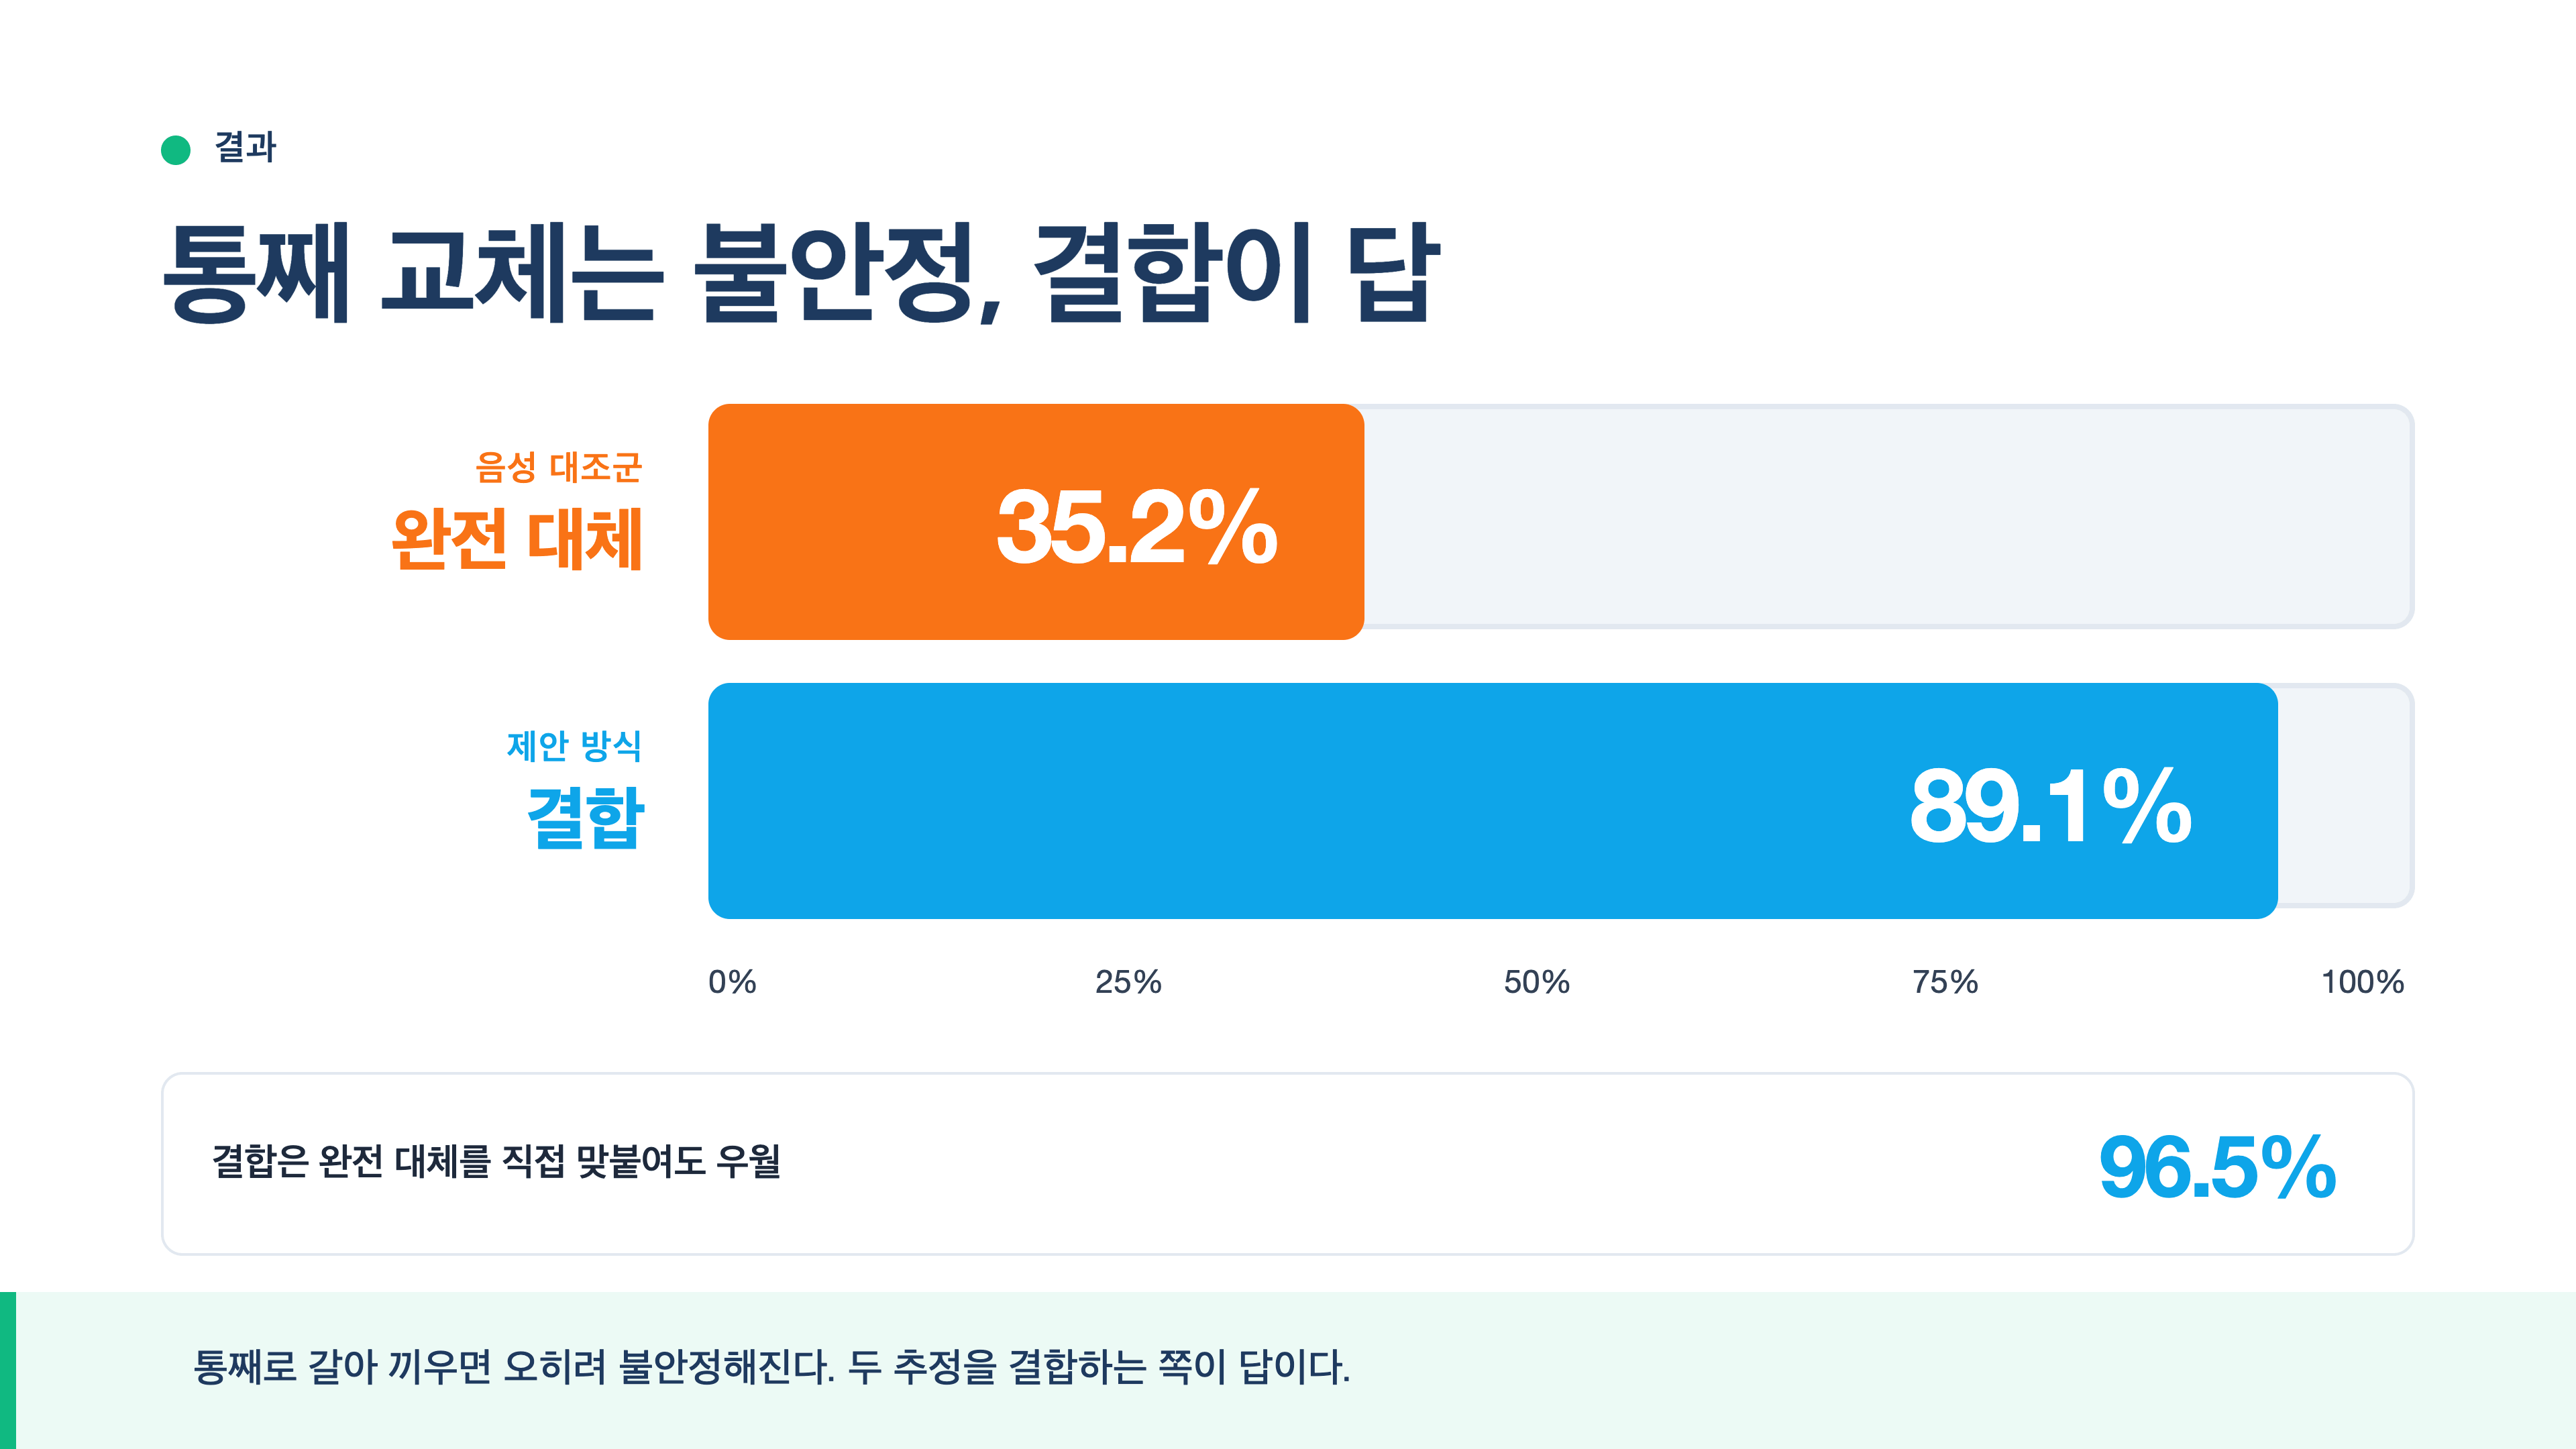 결과
통째 교체는 불안정, 결합이 답
음성 대조군
완전 대체
35.2%
제안 방식
결합
89.1%
0% 25% 50% 75% 100%
결합은 완전 대체를 직접 맞붙여도 우월
96.5%
통째로 갈아 끼우면 오히려 불안정해진다. 두 추정을 결합하는 쪽이 답이다.